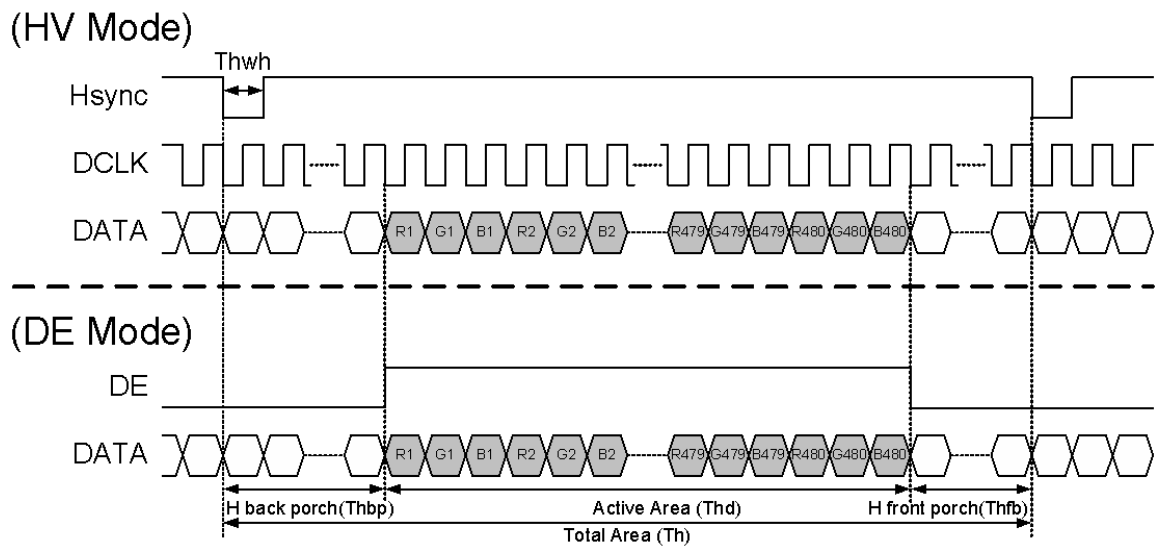 (HV Mode)
Thwh
Hsync
DCLK
DATA R1 G1 B1 R2 G2 B2 R479 G479 B479 R480 G480 B480
(DE Mode)
DE
DATA R1 G1 B1 R2 G2 B2 R479 G479 B479 R480 G480 B480
H back porch(Thbp) Active Area (Thd) H front porch(Thfb)
Total Area (Th)